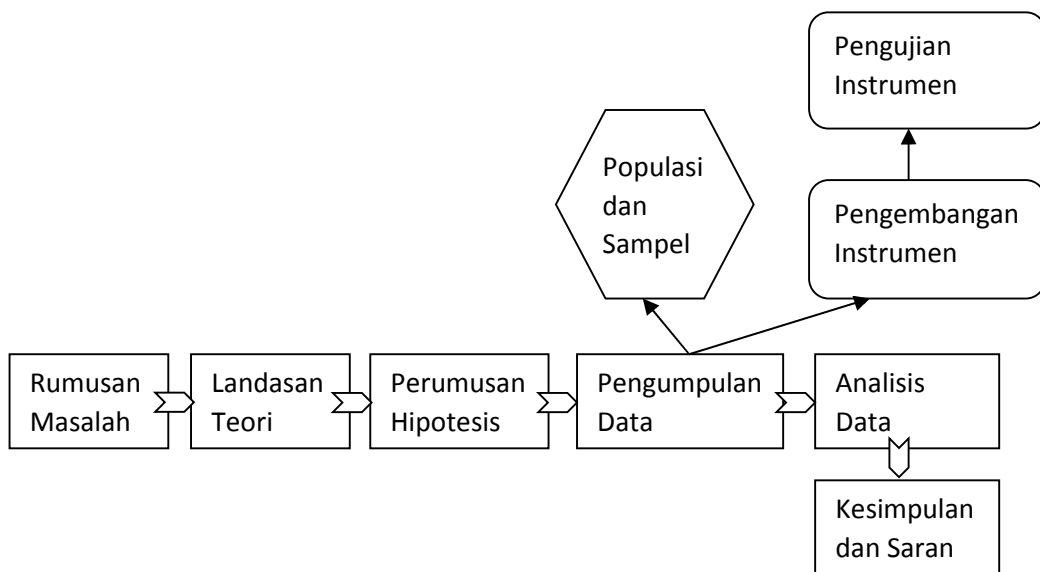 Pengujian
Instrumen
Populasi
dan
Sampel
Pengembangan
Instrumen
Rumusan
Masalah
Landasan
Teori
Perumusan
Hipotesis
Pengumpulan
Data
Analisis
Data
Kesimpulan
dan Saran